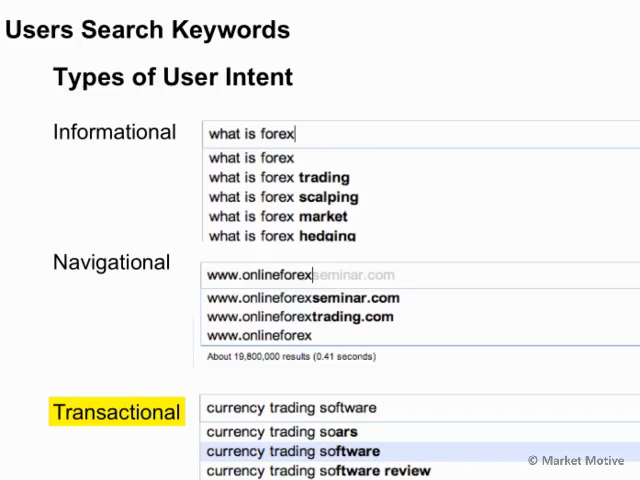 Users Search Keywords
Types of User Intent
Informational
what is forex
what is forex
what is forex trading
what is forex scalping
what is forex market
what is forex hedging
Navigational
www.onlineforexseminar.com
www.onlineforexseminar.com
www.onlineforextrading.com
www.onlineforex
About 19,800,000 results (0.41 seconds)
Transactional
currency trading software
currency trading soars
currency trading software
currency trading software review
© Market Motive